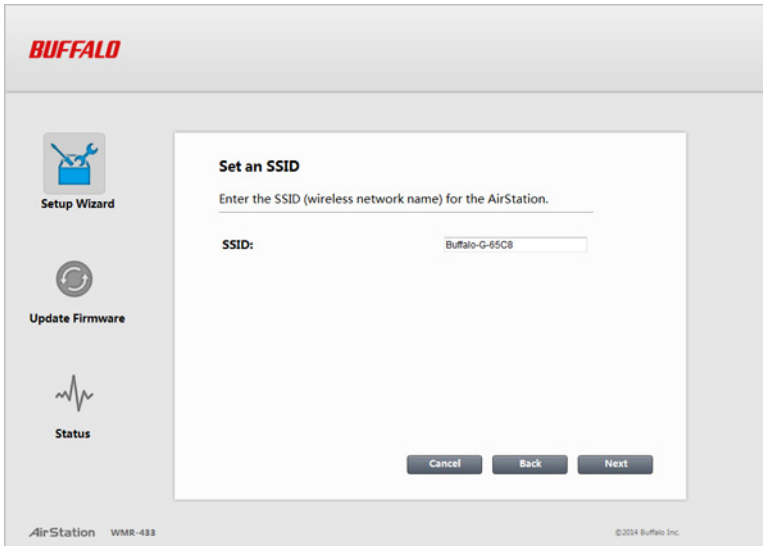 BUFFALO
Setup Wizard
Update Firmware
Status
Set an SSID
Enter the SSID (wireless network name) for the AirStation.
SSID: Buffalo-G-65C8
Cancel Back Next
AirStation WMR-433 ©2014 Buffalo Inc.